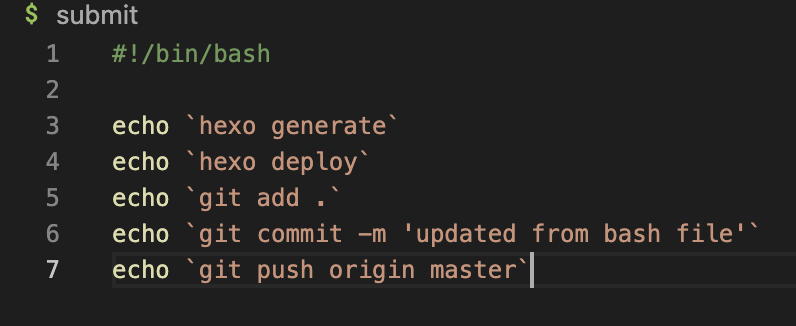 $ submit
1 #!/bin/bash
2
3 echo `hexo generate`
4 echo `hexo deploy`
5 echo `git add .`
6 echo `git commit -m 'updated from bash file'`
7 echo `git push origin master`